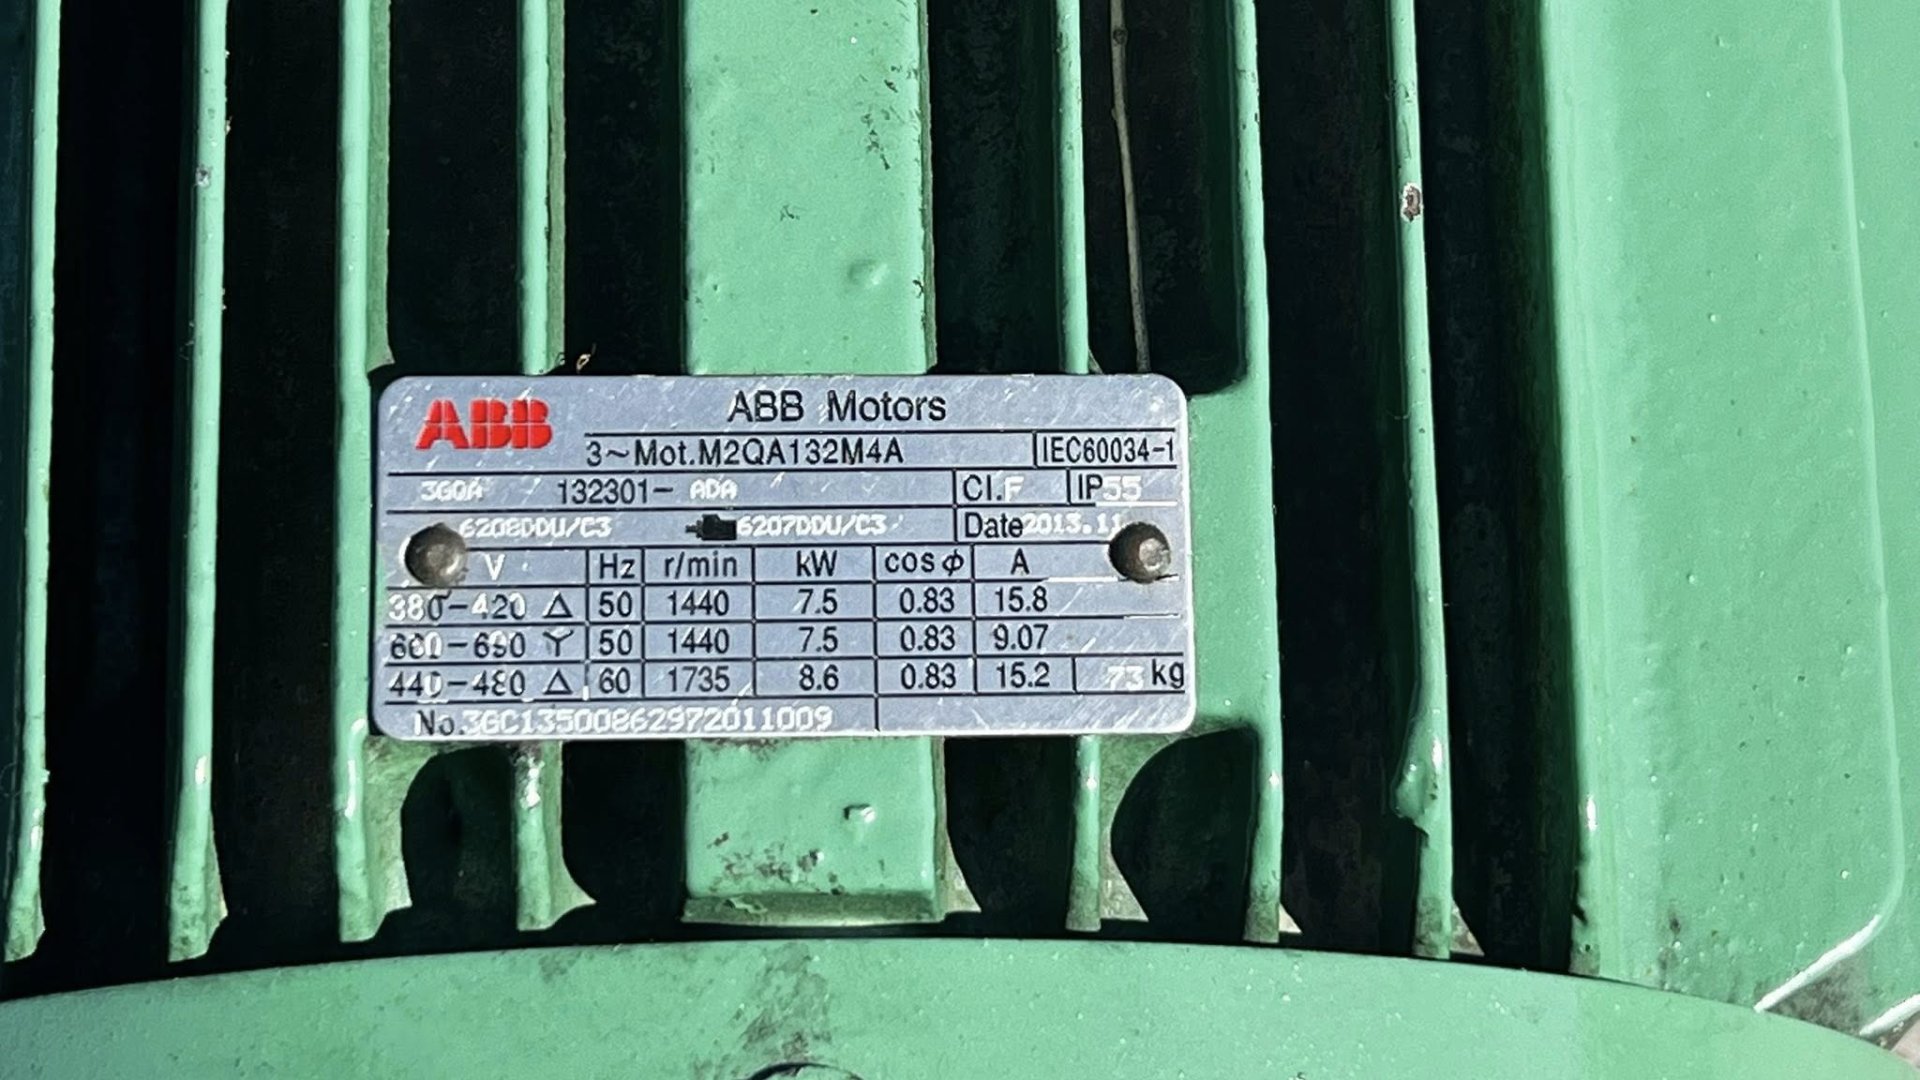 ABB ABB Motors
3~Mot.M2QA132M4A IEC60034-1
3GQA 132301- ADA Cl.F IP55
6208DDU/C3 6207DDU/C3 Date2013.11
V Hz r/min kW cosϕ A
380-420 Δ 50 1440 7.5 0.83 15.8
660-690 Y 50 1440 7.5 0.83 9.07
440-480 Δ 60 1735 8.6 0.83 15.2 73 kg
No.3GC13500862972011009